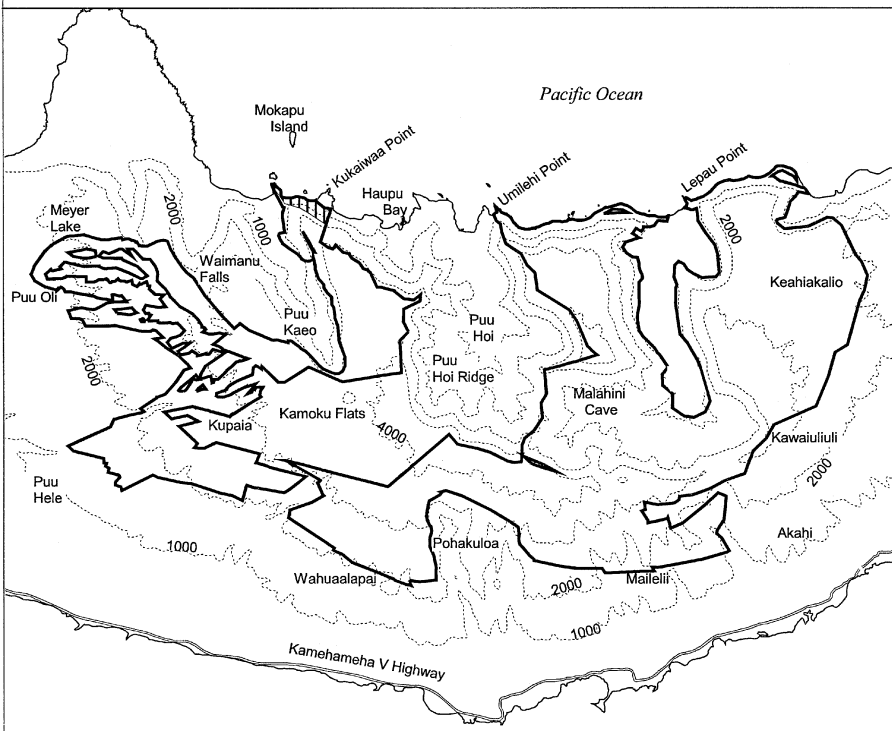 Pacific Ocean
Mokapu
Island
Kukaiwaa Point
Haupu
Bay
Umilehi Point
Lepau Point
Meyer
Lake
2000
1000
Waimanu
Falls
2000
Keahiakalio
Puu Oli
Puu
Kaeo
Puu
Hoi
Puu
Hoi Ridge
2000
Malahini
Cave
Kamoku Flats
Kupaia
4000
Kawaiuliuli
2000
Puu
Hele
Akahi
Pohakuloa
1000
Wahuaalapai
2000
Mailelii
1000
Kamehameha V Highway